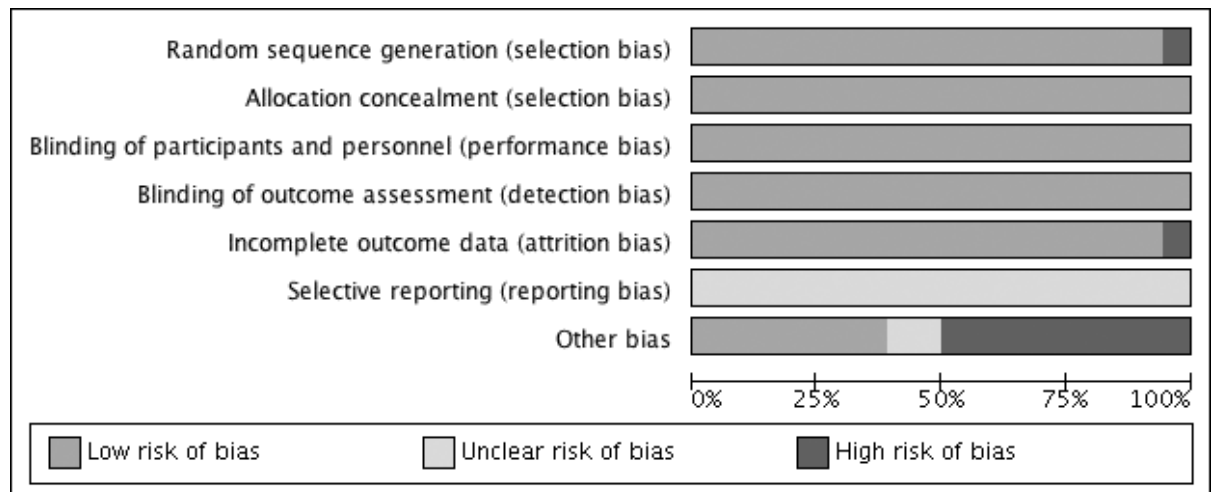 Random sequence generation (selection bias)
Allocation concealment (selection bias)
Blinding of participants and personnel (performance bias)
Blinding of outcome assessment (detection bias)
Incomplete outcome data (attrition bias)
Selective reporting (reporting bias)
Other bias
0% 25% 50% 75% 100%
Low risk of bias Unclear risk of bias High risk of bias